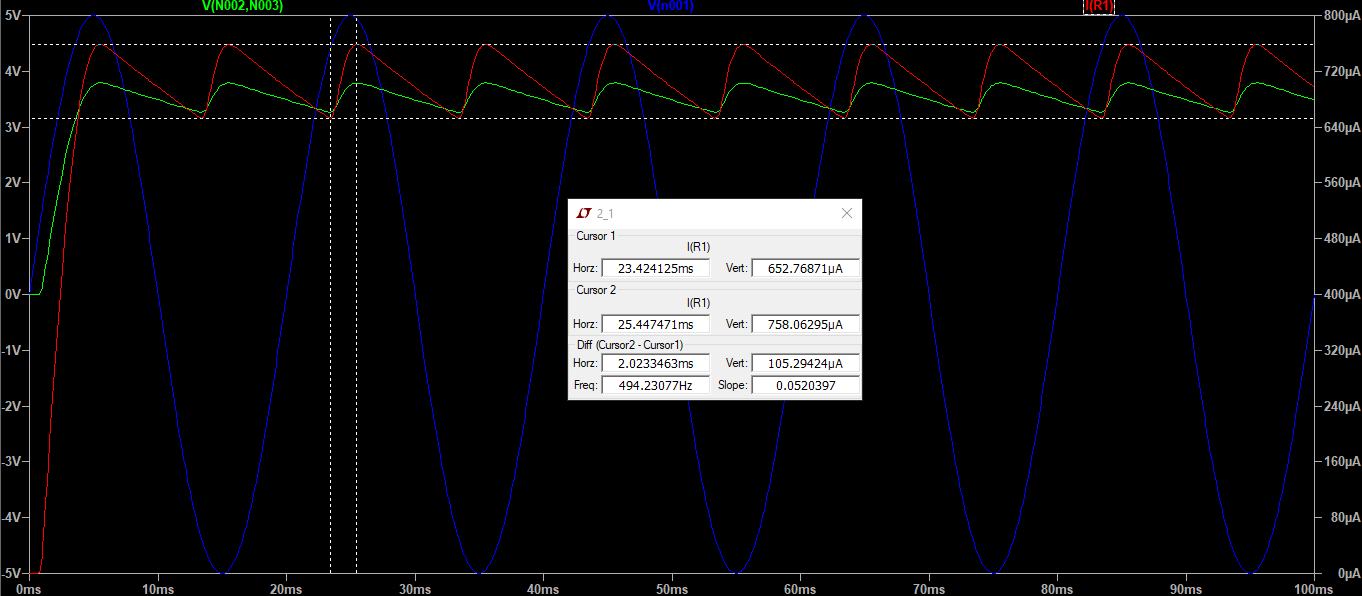 V(N002,N003) V(n001) I(R1)
5V 800µA
4V 720µA
3V 640µA
2V 560µA
1V 480µA
0V 400µA
-1V 320µA
-2V 240µA
-3V 160µA
-4V 80µA
-5V 0µA
0ms 10ms 20ms 30ms 40ms 50ms 60ms 70ms 80ms 90ms 100ms
2_1
Cursor 1
I(R1)
Horz: 23.424125ms Vert: 652.76871µA
Cursor 2
I(R1)
Horz: 25.447471ms Vert: 758.06295µA
Diff (Cursor2 - Cursor1)
Horz: 2.0233463ms Vert: 105.29424µA
Freq: 494.23077Hz Slope: 0.0520397